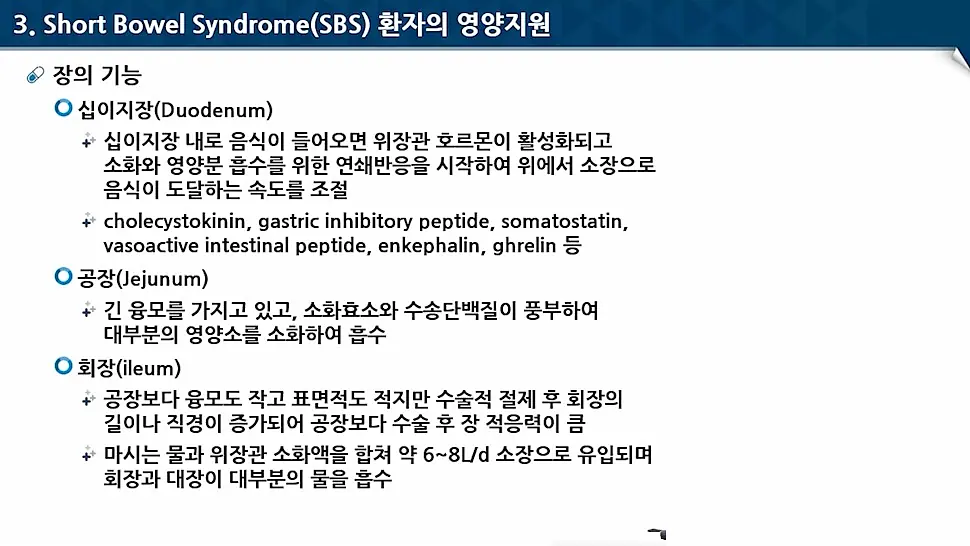 3. Short Bowel Syndrome(SBS) 환자의 영양지원
장의 기능
십이지장(Duodenum)
십이지장 내로 음식이 들어오면 위장관 호르몬이 활성화되고
소화와 영양분 흡수를 위한 연쇄반응을 시작하여 위에서 소장으로
음식이 도달하는 속도를 조절
cholecystokinin, gastric inhibitory peptide, somatostatin,
vasoactive intestinal peptide, enkephalin, ghrelin 등
공장(Jejunum)
긴 융모를 가지고 있고, 소화효소와 수송단백질이 풍부하여
대부분의 영양소를 소화하여 흡수
회장(ileum)
공장보다 융모도 작고 표면적도 적지만 수술적 절제 후 회장의
길이나 직경이 증가되어 공장보다 수술 후 장 적응력이 큼
마시는 물과 위장관 소화액을 합쳐 약 6~8L/d 소장으로 유입되며
회장과 대장이 대부분의 물을 흡수